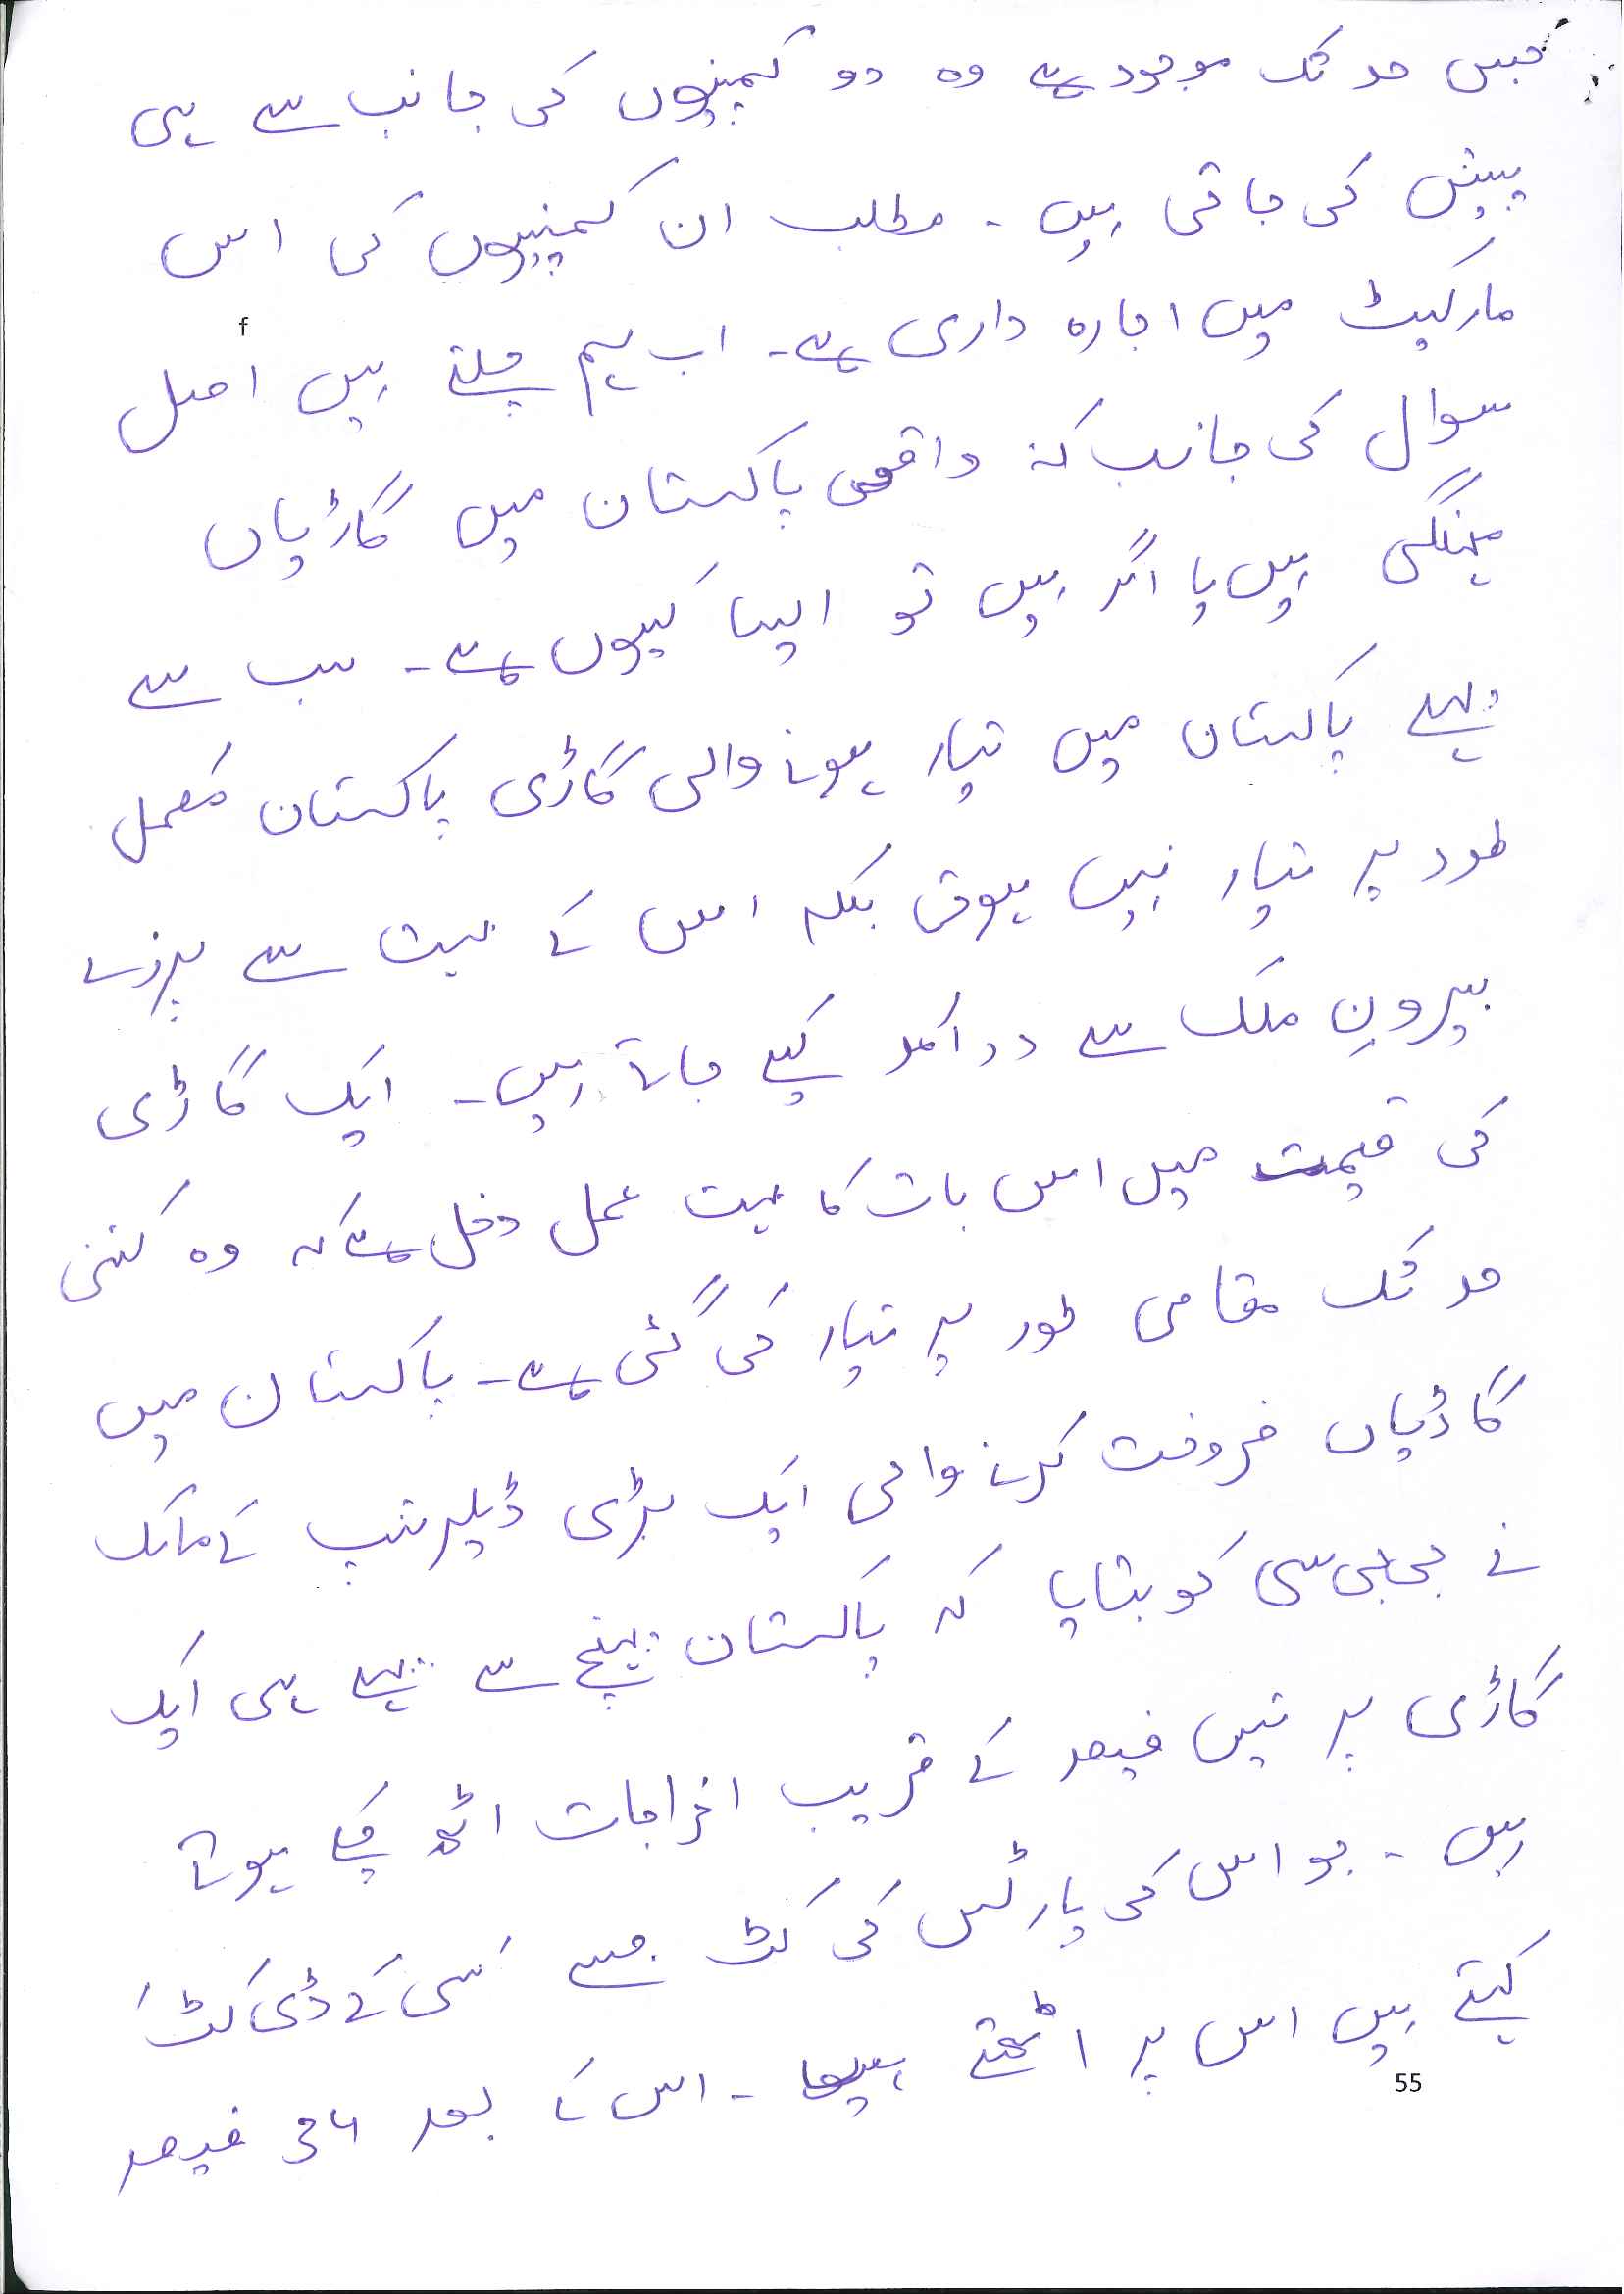 جس حد تک موجود ہے وہ دو کمپنیوں کی جانب سے ہی
پیش کی جاتی ہیں ۔ مطلب ان کمپنیوں کی اس
مارکیٹ میں اجارہ داری ہے۔ اب ہم چلتے ہیں اصل
f
سوال کی جانب کہ واقعی پاکستان میں گاڑیاں
مہنگی ہیں یا اگر ہیں تو ایسا کیوں ہے۔ سب سے
پہلے پاکستان میں تیار ہونے والی گاڑی پاکستان مکمل
طور پر تیار نہیں ہوتی بلکہ اس کے بہت سے پرزے
بیرونِ ملک سے درآمد کیے جاتے ہیں۔ ایک گاڑی
کی قیمت میں اس بات کا بہت عمل دخل ہے کہ وہ کتنی
حد تک مقامی طور پر تیار کی گئی ہے۔ پاکستان میں
گاڑیاں فروخت کرنے والی ایک بڑی ڈیلر شپ کے مالک
نے بی بی سی کو بتایا کہ پاکستان پہنچنے سے پہلے ہی ایک
گاڑی پر تیس فیصد کے قریب اخراجات اٹھ چکے ہوتے
ہیں ۔ جو اس کی پارٹس کی کٹ جسے 'سی کے ڈی کٹ'
کہتے ہیں اس پر اٹھتے ہیں ۔ اس کے بعد 34 فیصد
55